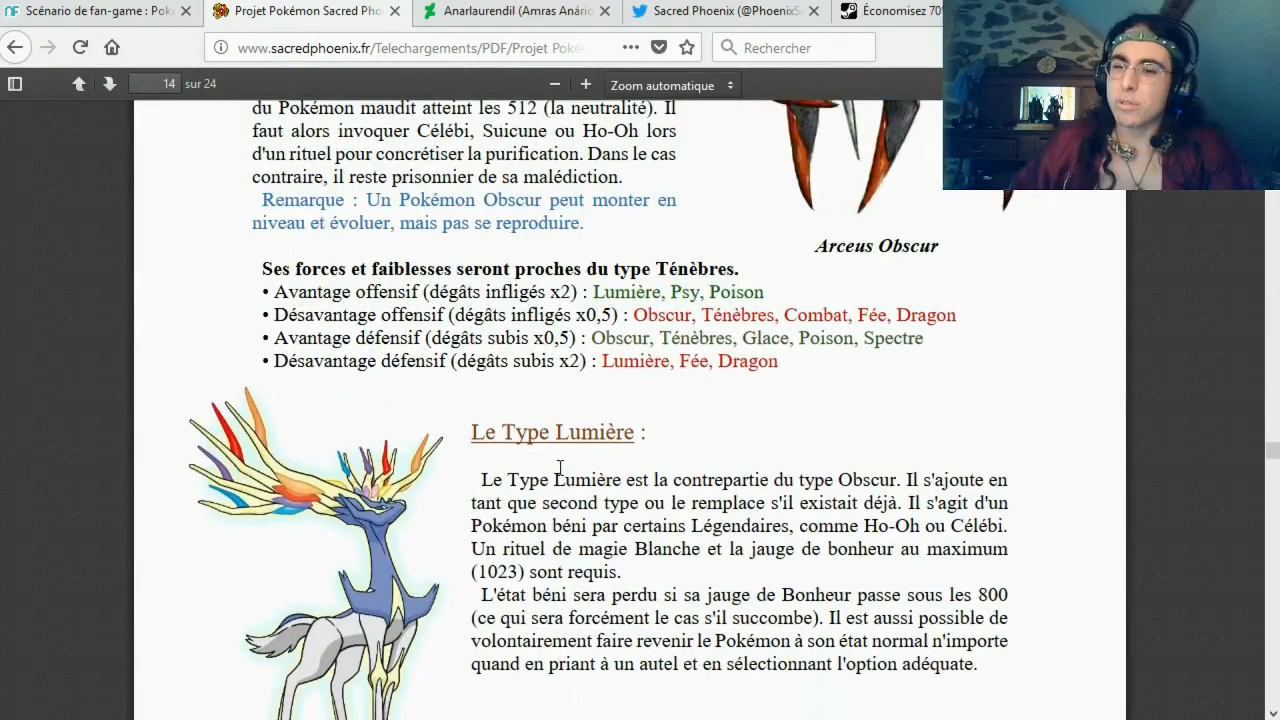 Scénario de fan-game : Pok
Projet Pokémon Sacred Pho
Anarlaurendil (Amras Anário
Sacred Phoenix (@PhoenixS
Économisez 70%
www.sacredphoenix.fr/Telechargements/PDF/Projet Poké
Rechercher
14 sur 24
Zoom automatique
du Pokémon maudit atteint les 512 (la neutralité). Il
faut alors invoquer Célébi, Suicune ou Ho-Oh lors
d'un rituel pour concrétiser la purification. Dans le cas
contraire, il reste prisonnier de sa malédiction.
Remarque : Un Pokémon Obscur peut monter en
niveau et évoluer, mais pas se reproduire.
Arceus Obscur
Ses forces et faiblesses seront proches du type Ténèbres.
• Avantage offensif (dégâts infligés x2) : Lumière, Psy, Poison
• Désavantage offensif (dégâts infligés x0,5) : Obscur, Ténèbres, Combat, Fée, Dragon
• Avantage défensif (dégâts subis x0,5) : Obscur, Ténèbres, Glace, Poison, Spectre
• Désavantage défensif (dégâts subis x2) : Lumière, Fée, Dragon
Le Type Lumière :
Le Type Lumière est la contrepartie du type Obscur. Il s'ajoute en
tant que second type ou le remplace s'il existait déjà. Il s'agit d'un
Pokémon béni par certains Légendaires, comme Ho-Oh ou Célébi.
Un rituel de magie Blanche et la jauge de bonheur au maximum
(1023) sont requis.
L'état béni sera perdu si sa jauge de Bonheur passe sous les 800
(ce qui sera forcément le cas s'il succombe). Il est aussi possible de
volontairement faire revenir le Pokémon à son état normal n'importe
quand en priant à un autel et en sélectionnant l'option adéquate.